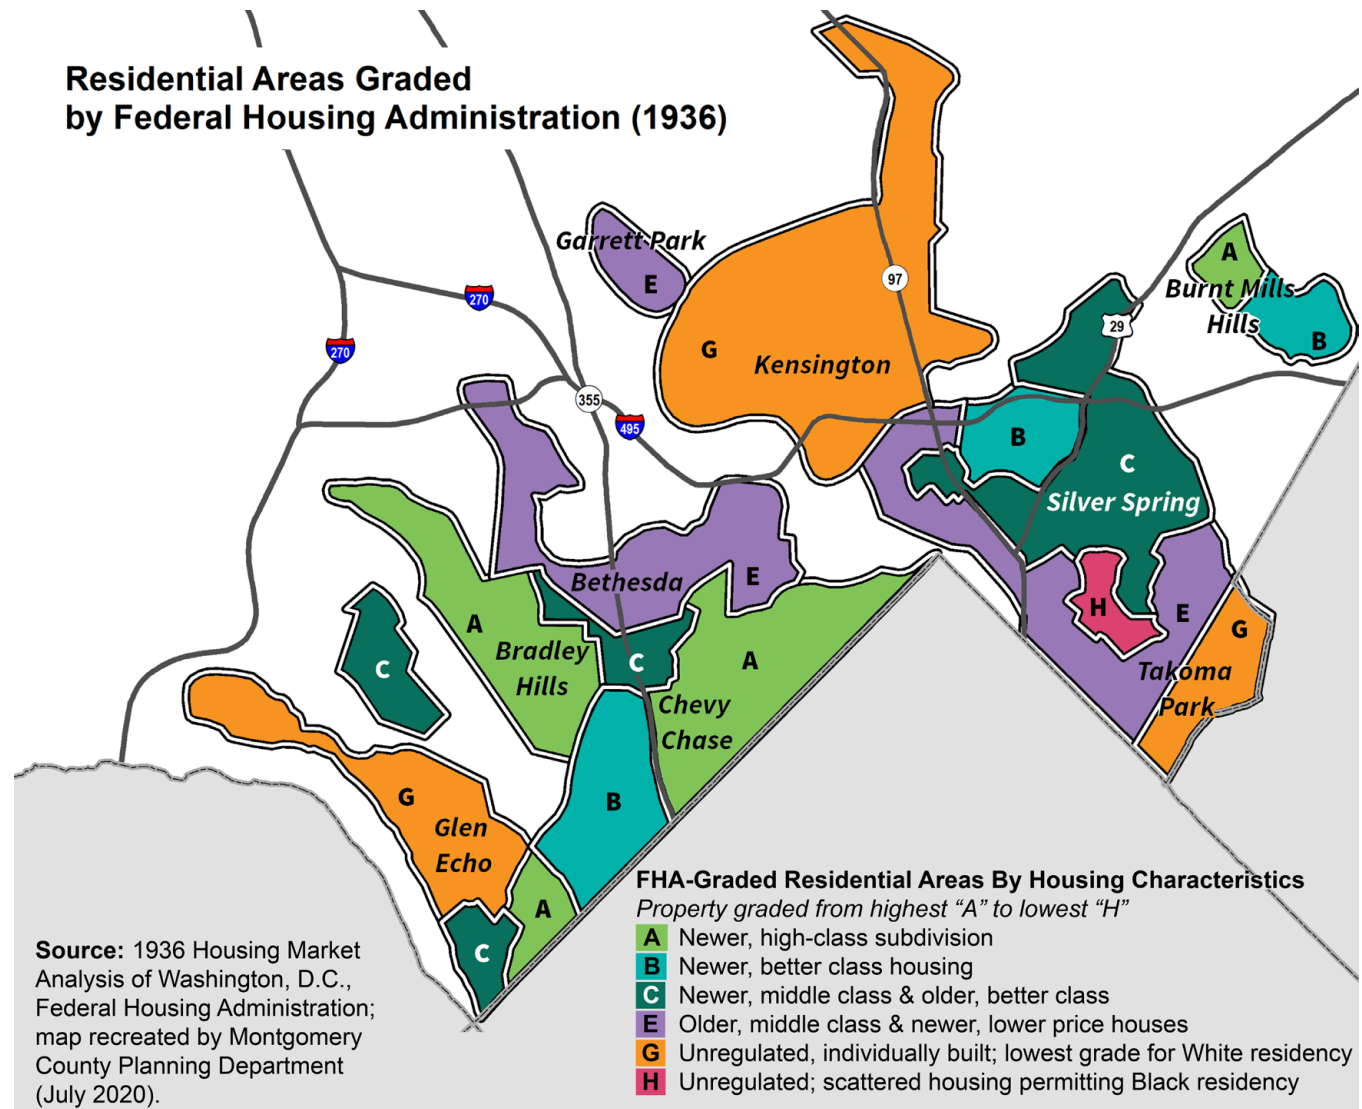 Residential Areas Graded
by Federal Housing Administration (1936)
Garrett Park
E
270
270
97
A
Burnt Mills
Hills
B
29
G
Kensington
355
495
B
C
Silver Spring
Bethesda
E
H
E
G
A
Bradley
Hills
C
A
C
Chevy
Chase
Takoma
Park
G
B
Glen
Echo
A
C
FHA-Graded Residential Areas By Housing Characteristics
Property graded from highest “A” to lowest “H”
A Newer, high-class subdivision
B Newer, better class housing
C Newer, middle class & older, better class
E Older, middle class & newer, lower price houses
G Unregulated, individually built; lowest grade for White residency
H Unregulated; scattered housing permitting Black residency
Source: 1936 Housing Market
Analysis of Washington, D.C.,
Federal Housing Administration;
map recreated by Montgomery
County Planning Department
(July 2020).